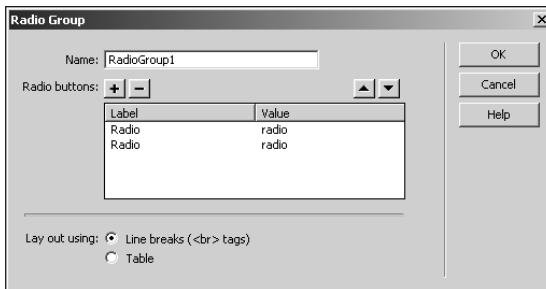 Radio Group
Name: RadioGroup1
OK
Radio buttons:
Cancel
Label Value
Help
Radio radio
Radio radio
Lay out using: Line breaks (<br> tags)
Table